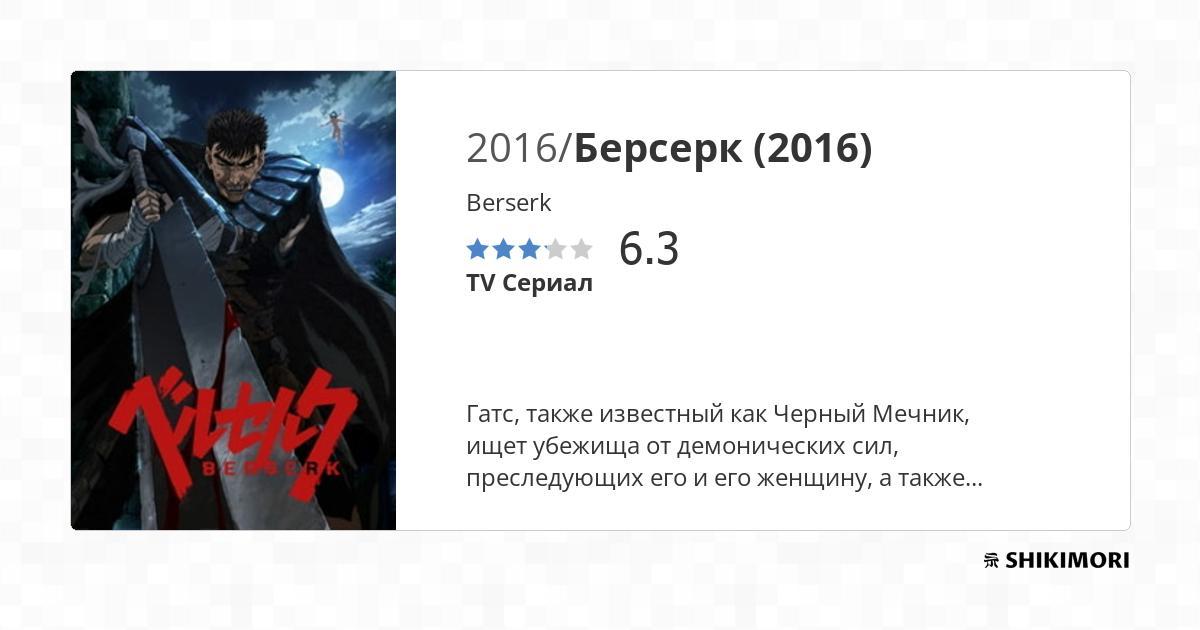 2016/Берсерк (2016)
Berserk
6.3
TV Сериал
Гатс, также известный как Черный Мечник,
ищет убежища от демонических сил,
преследующих его и его женщину, а также...
ベルセルク
BERSERK
SHIKIMORI